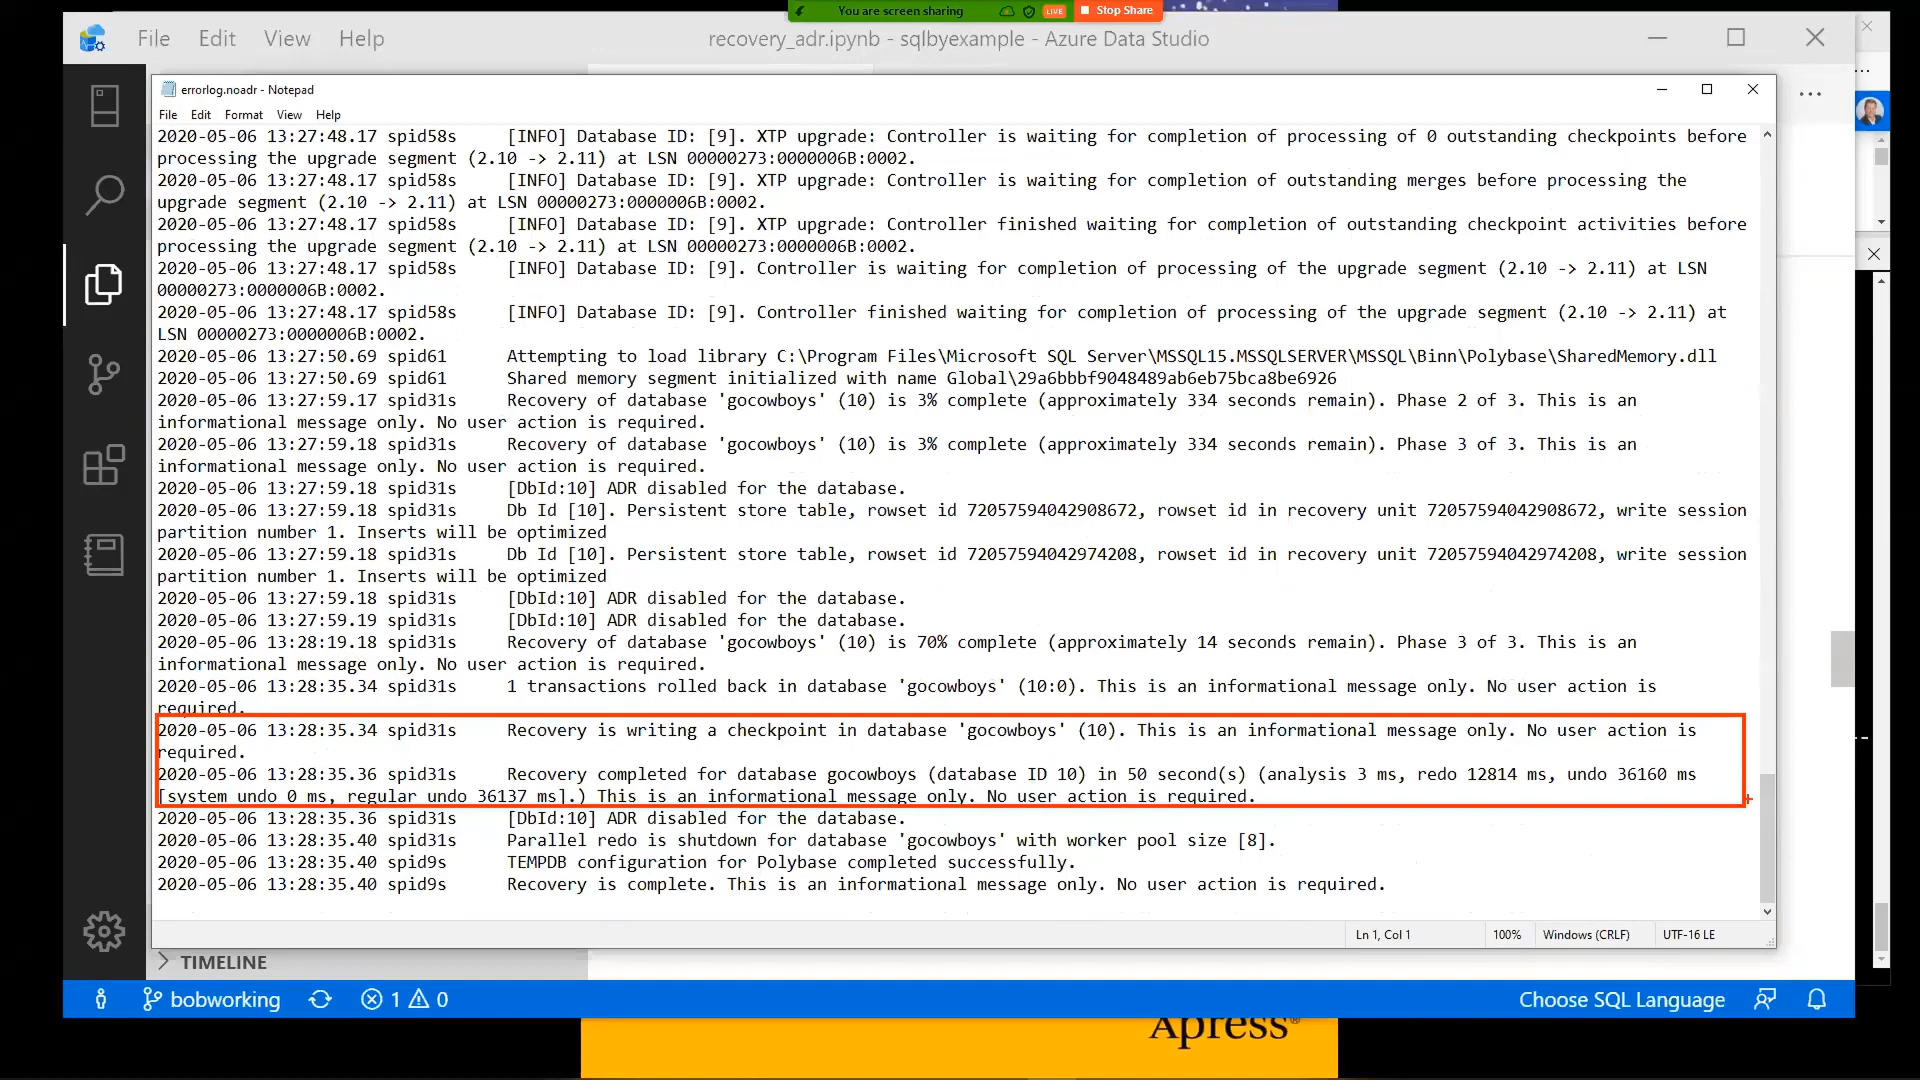 You are screen sharing LIVE Stop Share
File Edit View Help recovery_adr.ipynb - sqlbyexample - Azure Data Studio
errorlog.noadr - Notepad
File Edit Format View Help
2020-05-06 13:27:48.17 spid58s [INFO] Database ID: [9]. XTP upgrade: Controller is waiting for completion of processing of 0 outstanding checkpoints before
processing the upgrade segment (2.10 -> 2.11) at LSN 00000273:0000006B:0002.
2020-05-06 13:27:48.17 spid58s [INFO] Database ID: [9]. XTP upgrade: Controller is waiting for completion of outstanding merges before processing the
upgrade segment (2.10 -> 2.11) at LSN 00000273:0000006B:0002.
2020-05-06 13:27:48.17 spid58s [INFO] Database ID: [9]. XTP upgrade: Controller finished waiting for completion of outstanding checkpoint activities before
processing the upgrade segment (2.10 -> 2.11) at LSN 00000273:0000006B:0002.
2020-05-06 13:27:48.17 spid58s [INFO] Database ID: [9]. Controller is waiting for completion of processing of the upgrade segment (2.10 -> 2.11) at LSN
00000273:0000006B:0002.
2020-05-06 13:27:48.17 spid58s [INFO] Database ID: [9]. Controller finished waiting for completion of processing of the upgrade segment (2.10 -> 2.11) at
LSN 00000273:0000006B:0002.
2020-05-06 13:27:50.69 spid61 Attempting to load library C:\Program Files\Microsoft SQL Server\MSSQL15.MSSQLSERVER\MSSQL\Binn\Polybase\SharedMemory.dll
2020-05-06 13:27:50.69 spid61 Shared memory segment initialized with name Global\29a6bbbf9048489ab6eb75bca8be6926
2020-05-06 13:27:59.17 spid31s Recovery of database 'gocowboys' (10) is 3% complete (approximately 334 seconds remain). Phase 2 of 3. This is an
informational message only. No user action is required.
2020-05-06 13:27:59.18 spid31s Recovery of database 'gocowboys' (10) is 3% complete (approximately 334 seconds remain). Phase 3 of 3. This is an
informational message only. No user action is required.
2020-05-06 13:27:59.18 spid31s [DbId:10] ADR disabled for the database.
2020-05-06 13:27:59.18 spid31s Db Id [10]. Persistent store table, rowset id 72057594042908672, rowset id in recovery unit 72057594042908672, write session
partition number 1. Inserts will be optimized
2020-05-06 13:27:59.18 spid31s Db Id [10]. Persistent store table, rowset id 72057594042974208, rowset id in recovery unit 72057594042974208, write session
partition number 1. Inserts will be optimized
2020-05-06 13:27:59.18 spid31s [DbId:10] ADR disabled for the database.
2020-05-06 13:27:59.19 spid31s [DbId:10] ADR disabled for the database.
2020-05-06 13:28:19.18 spid31s Recovery of database 'gocowboys' (10) is 70% complete (approximately 14 seconds remain). Phase 3 of 3. This is an
informational message only. No user action is required.
2020-05-06 13:28:35.34 spid31s 1 transactions rolled back in database 'gocowboys' (10:0). This is an informational message only. No user action is
required.
2020-05-06 13:28:35.34 spid31s Recovery is writing a checkpoint in database 'gocowboys' (10). This is an informational message only. No user action is
required.
2020-05-06 13:28:35.36 spid31s Recovery completed for database gocowboys (database ID 10) in 50 second(s) (analysis 3 ms, redo 12814 ms, undo 36160 ms
[system undo 0 ms, regular undo 36137 ms].) This is an informational message only. No user action is required.
2020-05-06 13:28:35.36 spid31s [DbId:10] ADR disabled for the database.
2020-05-06 13:28:35.40 spid31s Parallel redo is shutdown for database 'gocowboys' with worker pool size [8].
2020-05-06 13:28:35.40 spid9s TEMPDB configuration for Polybase completed successfully.
2020-05-06 13:28:35.40 spid9s Recovery is complete. This is an informational message only. No user action is required.
Ln 1, Col 1 100% Windows (CRLF) UTF-16 LE
TIMELINE
bobworking 1 0 Choose SQL Language
Apress®